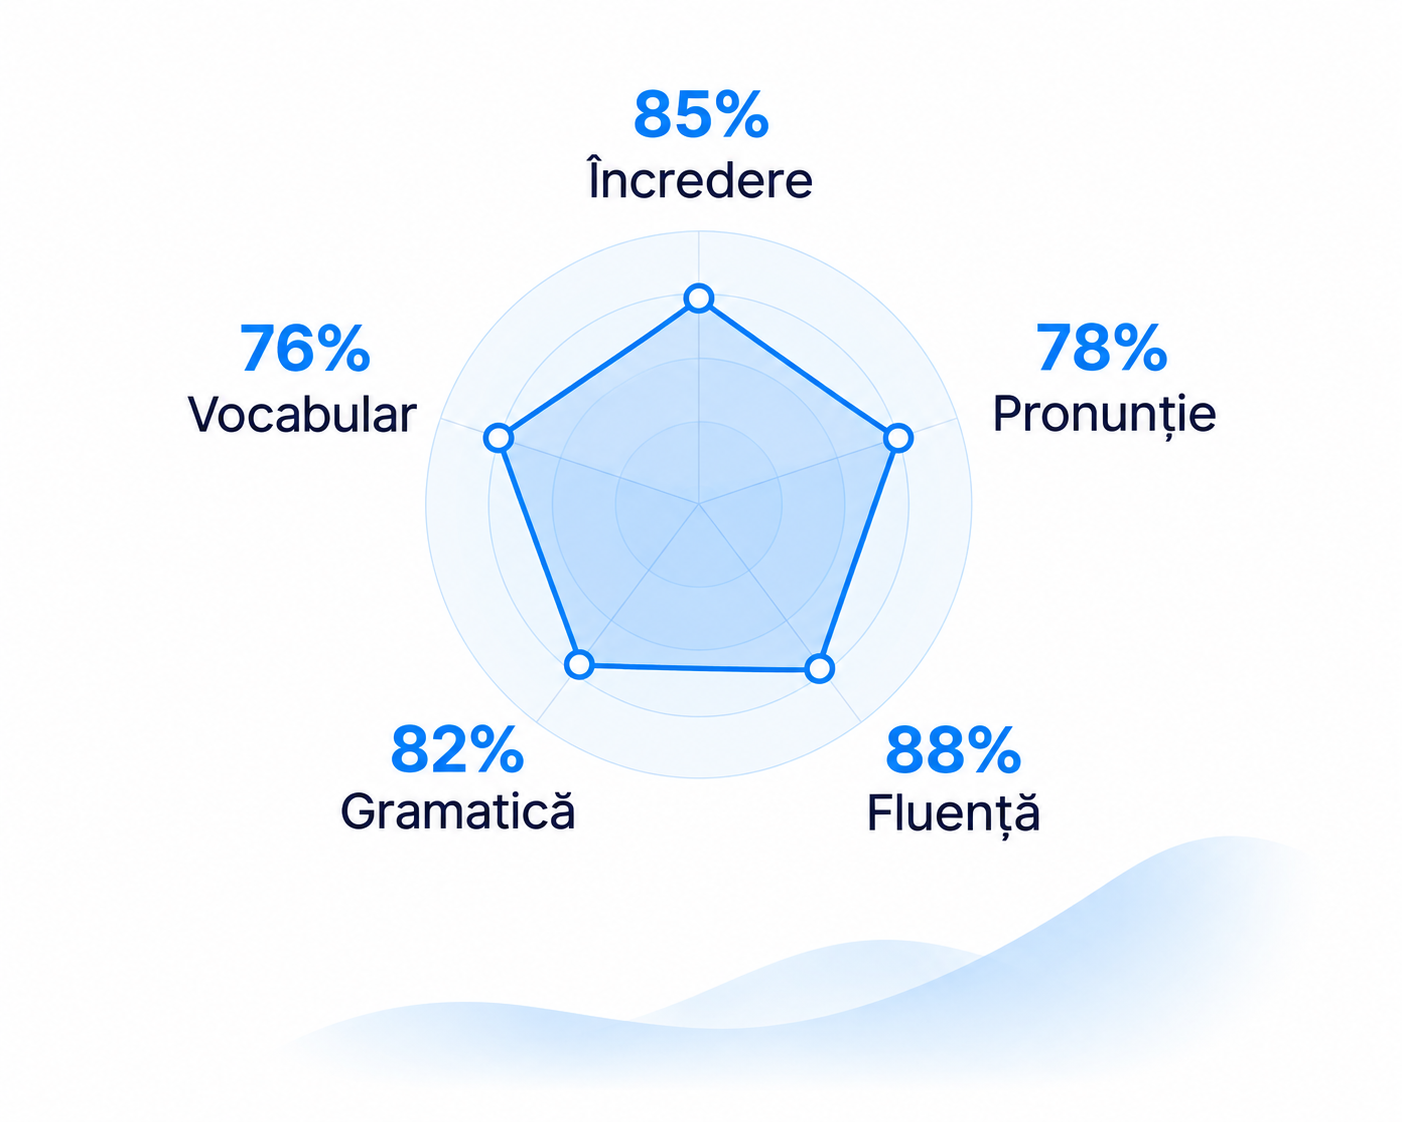 85%
Încredere
76%
Vocabular
78%
Pronunție
82%
Gramatică
88%
Fluență